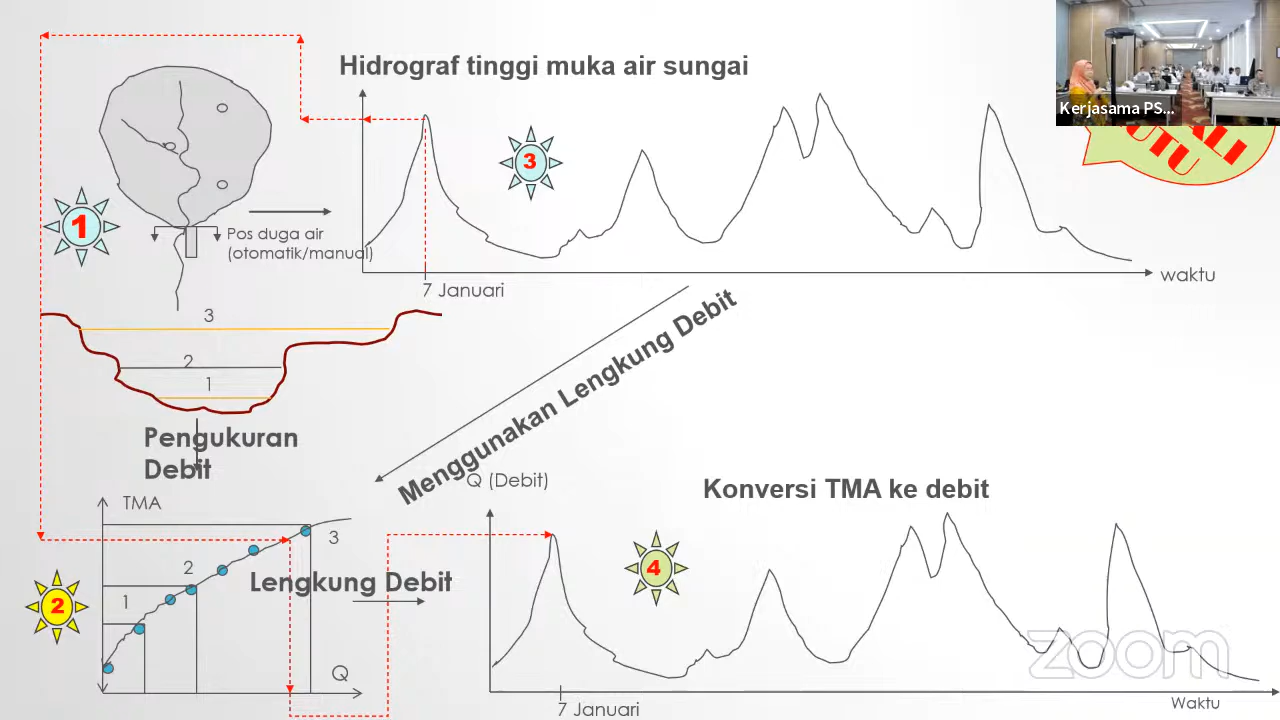 Hidrograf tinggi muka air sungai
Kerjasama PS...
3
1
Pos duga air
(otomatik/manual)
waktu
7 Januari
3
2
1
Menggunakan Lengkung Debit
Pengukuran
Debit
Q (Debit)
Konversi TMA ke debit
TMA
3
2
4
Lengkung Debit
1
2
Q
zoom
7 Januari
Waktu